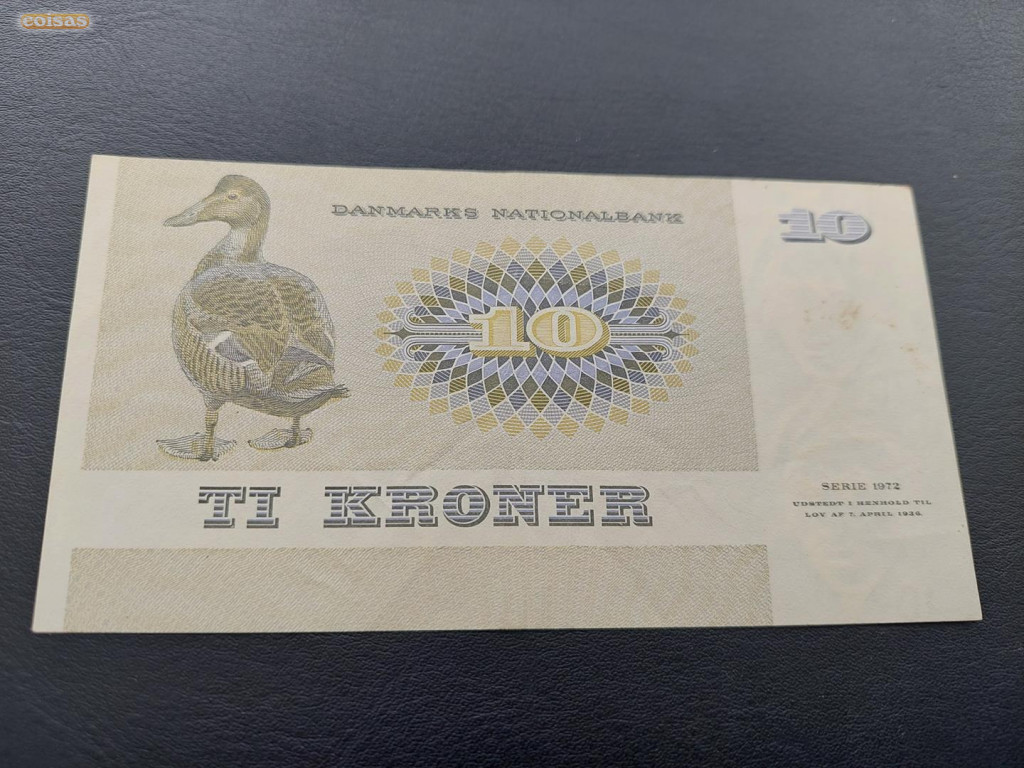 coisas
DANMARKS NATIONALBANK
10
10
TI KRONER
SERIE 1972
UDSTEDT I HENHOLD TIL
LOV AF 7. APRIL 1936